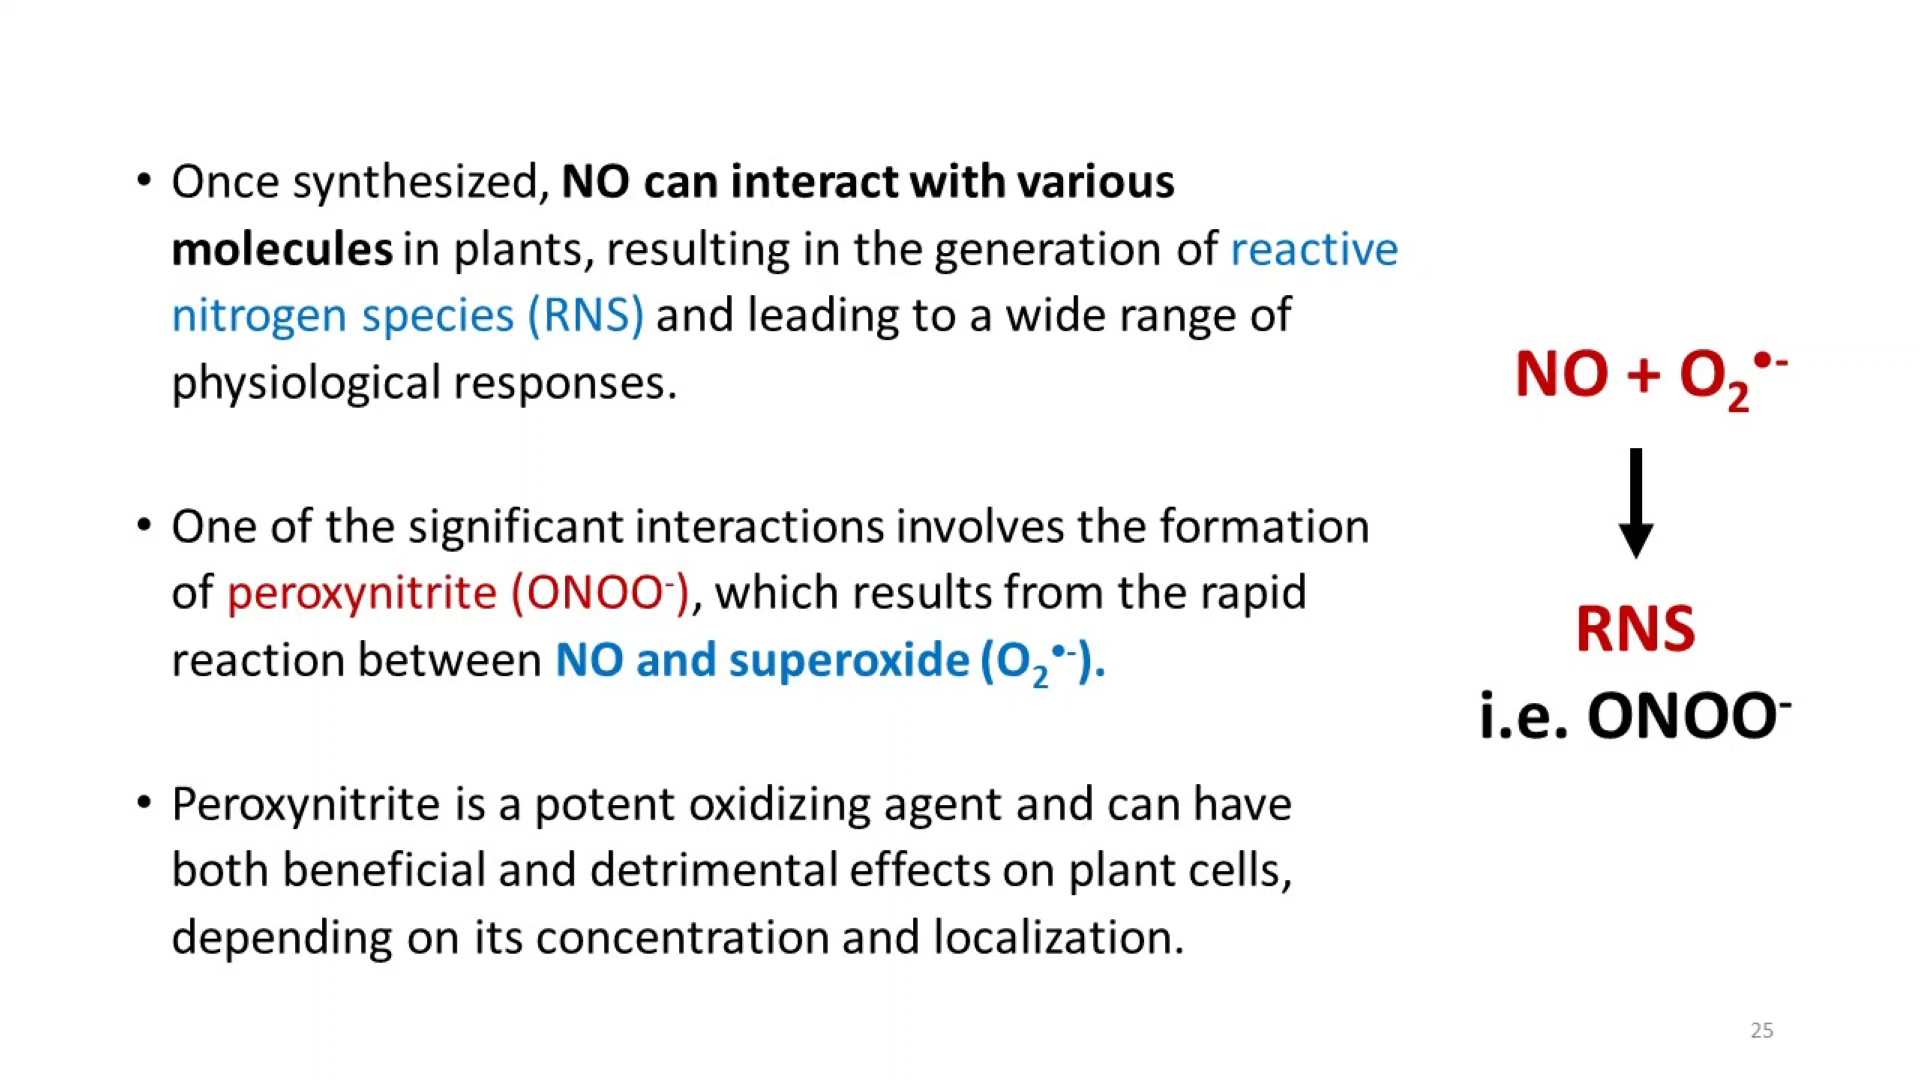 • Once synthesized, NO can interact with various
molecules in plants, resulting in the generation of reactive
nitrogen species (RNS) and leading to a wide range of
physiological responses.
• One of the significant interactions involves the formation
of peroxynitrite (ONOO⁻), which results from the rapid
reaction between NO and superoxide (O₂•⁻).
• Peroxynitrite is a potent oxidizing agent and can have
both beneficial and detrimental effects on plant cells,
depending on its concentration and localization.
NO + O₂•⁻
RNS
i.e. ONOO⁻
25